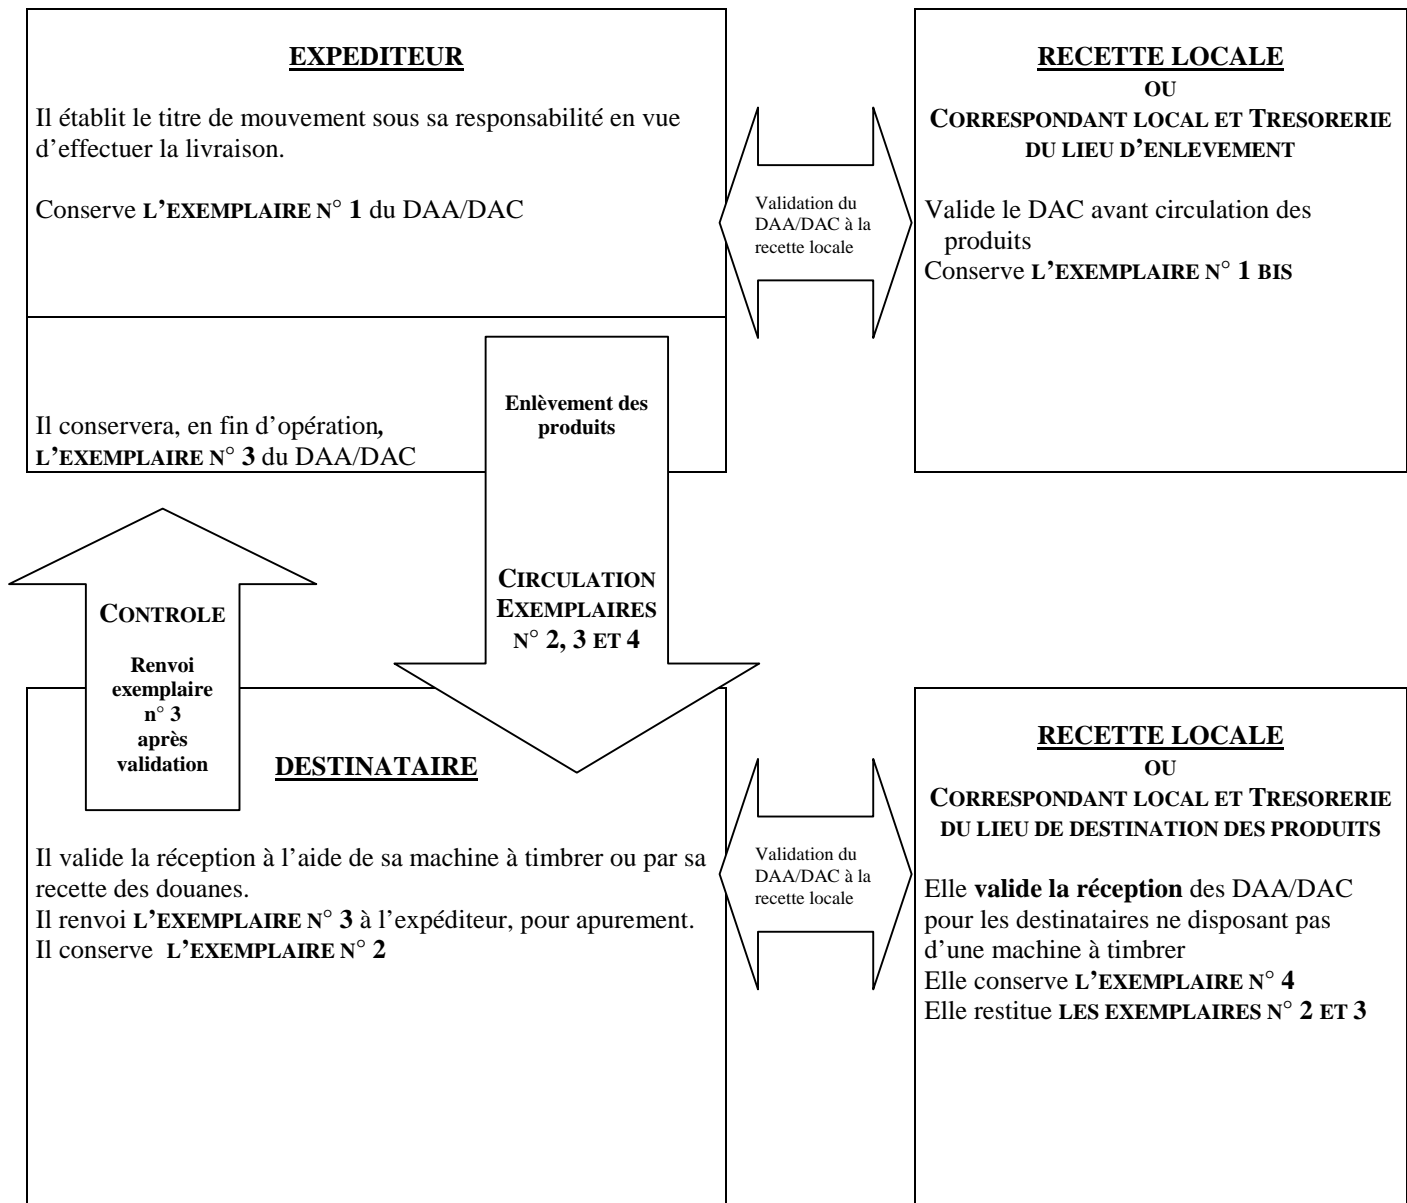 EXPEDITEUR
Il établit le titre de mouvement sous sa responsabilité en vue
d’effectuer la livraison.
Conserve L’EXEMPLAIRE N° 1 du DAA/DAC
Validation du
DAA/DAC à la
recette locale
RECETTE LOCALE
OU
CORRESPONDANT LOCAL ET TRESORERIE
DU LIEU D’ENLEVEMENT
Valide le DAC avant circulation des
produits
Conserve L’EXEMPLAIRE N° 1 BIS
Il conservera, en fin d’opération,
L’EXEMPLAIRE N° 3 du DAA/DAC
Enlèvement des
produits
CIRCULATION
EXEMPLAIRES
N° 2, 3 ET 4
CONTROLE
Renvoi
exemplaire
n° 3
après
validation
DESTINATAIRE
Il valide la réception à l’aide de sa machine à timbrer ou par sa
recette des douanes.
Il renvoi L’EXEMPLAIRE N° 3 à l’expéditeur, pour apurement.
Il conserve L’EXEMPLAIRE N° 2
Validation du
DAA/DAC à la
recette locale
RECETTE LOCALE
OU
CORRESPONDANT LOCAL ET TRESORERIE
DU LIEU DE DESTINATION DES PRODUITS
Elle valide la réception des DAA/DAC
pour les destinataires ne disposant pas
d’une machine à timbrer
Elle conserve L’EXEMPLAIRE N° 4
Elle restitue LES EXEMPLAIRES N° 2 ET 3